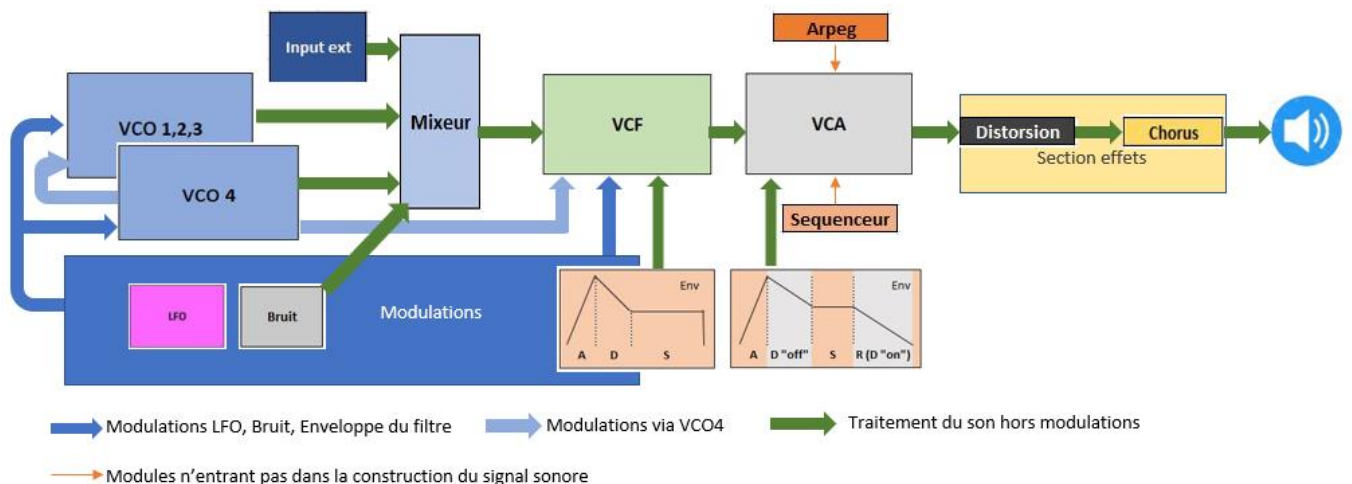 Arpeg
Input ext
Mixeur
VCO 1,2,3
VCF
VCA
Distorsion
Chorus
Section effets
VCO 4
Sequenceur
LFO
Bruit
Modulations
Env
A D S
Env
A D "off" S R (D "on")
Modulations LFO, Bruit, Enveloppe du filtre
Modulations via VCO4
Traitement du son hors modulations
Modules n'entrant pas dans la construction du signal sonore